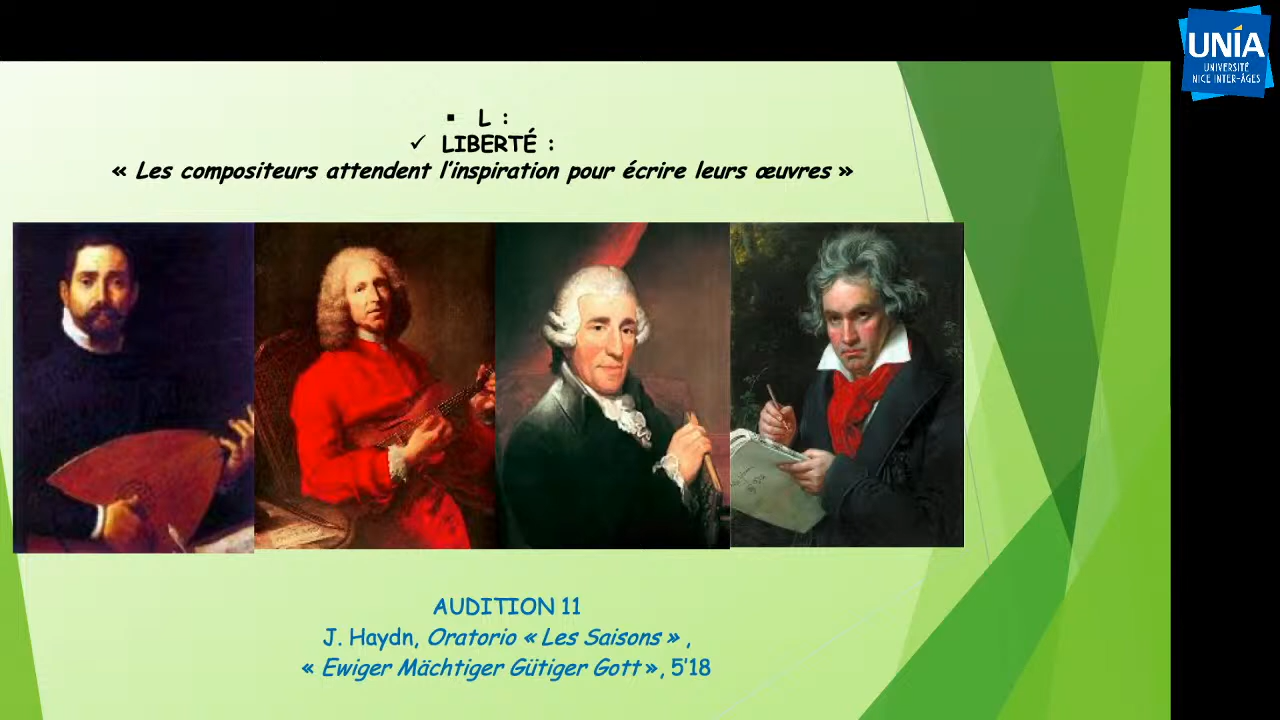 UNIA
UNIVERSITÉ
NICE INTER-ÂGES
▪ L :
✓ LIBERTÉ :
« Les compositeurs attendent l'inspiration pour écrire leurs œuvres »
AUDITION 11
J. Haydn, Oratorio « Les Saisons » ,
« Ewiger Mächtiger Gütiger Gott », 5'18